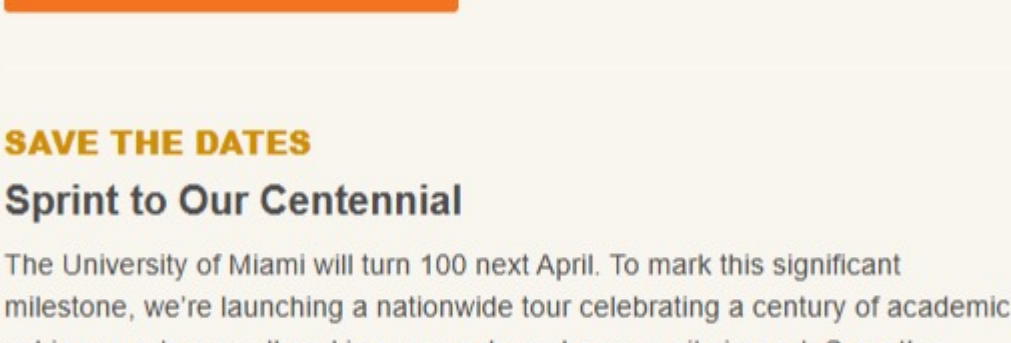 SAVE THE DATES
Sprint to Our Centennial
The University of Miami will turn 100 next April. To mark this significant
milestone, we're launching a nationwide tour celebrating a century of academic